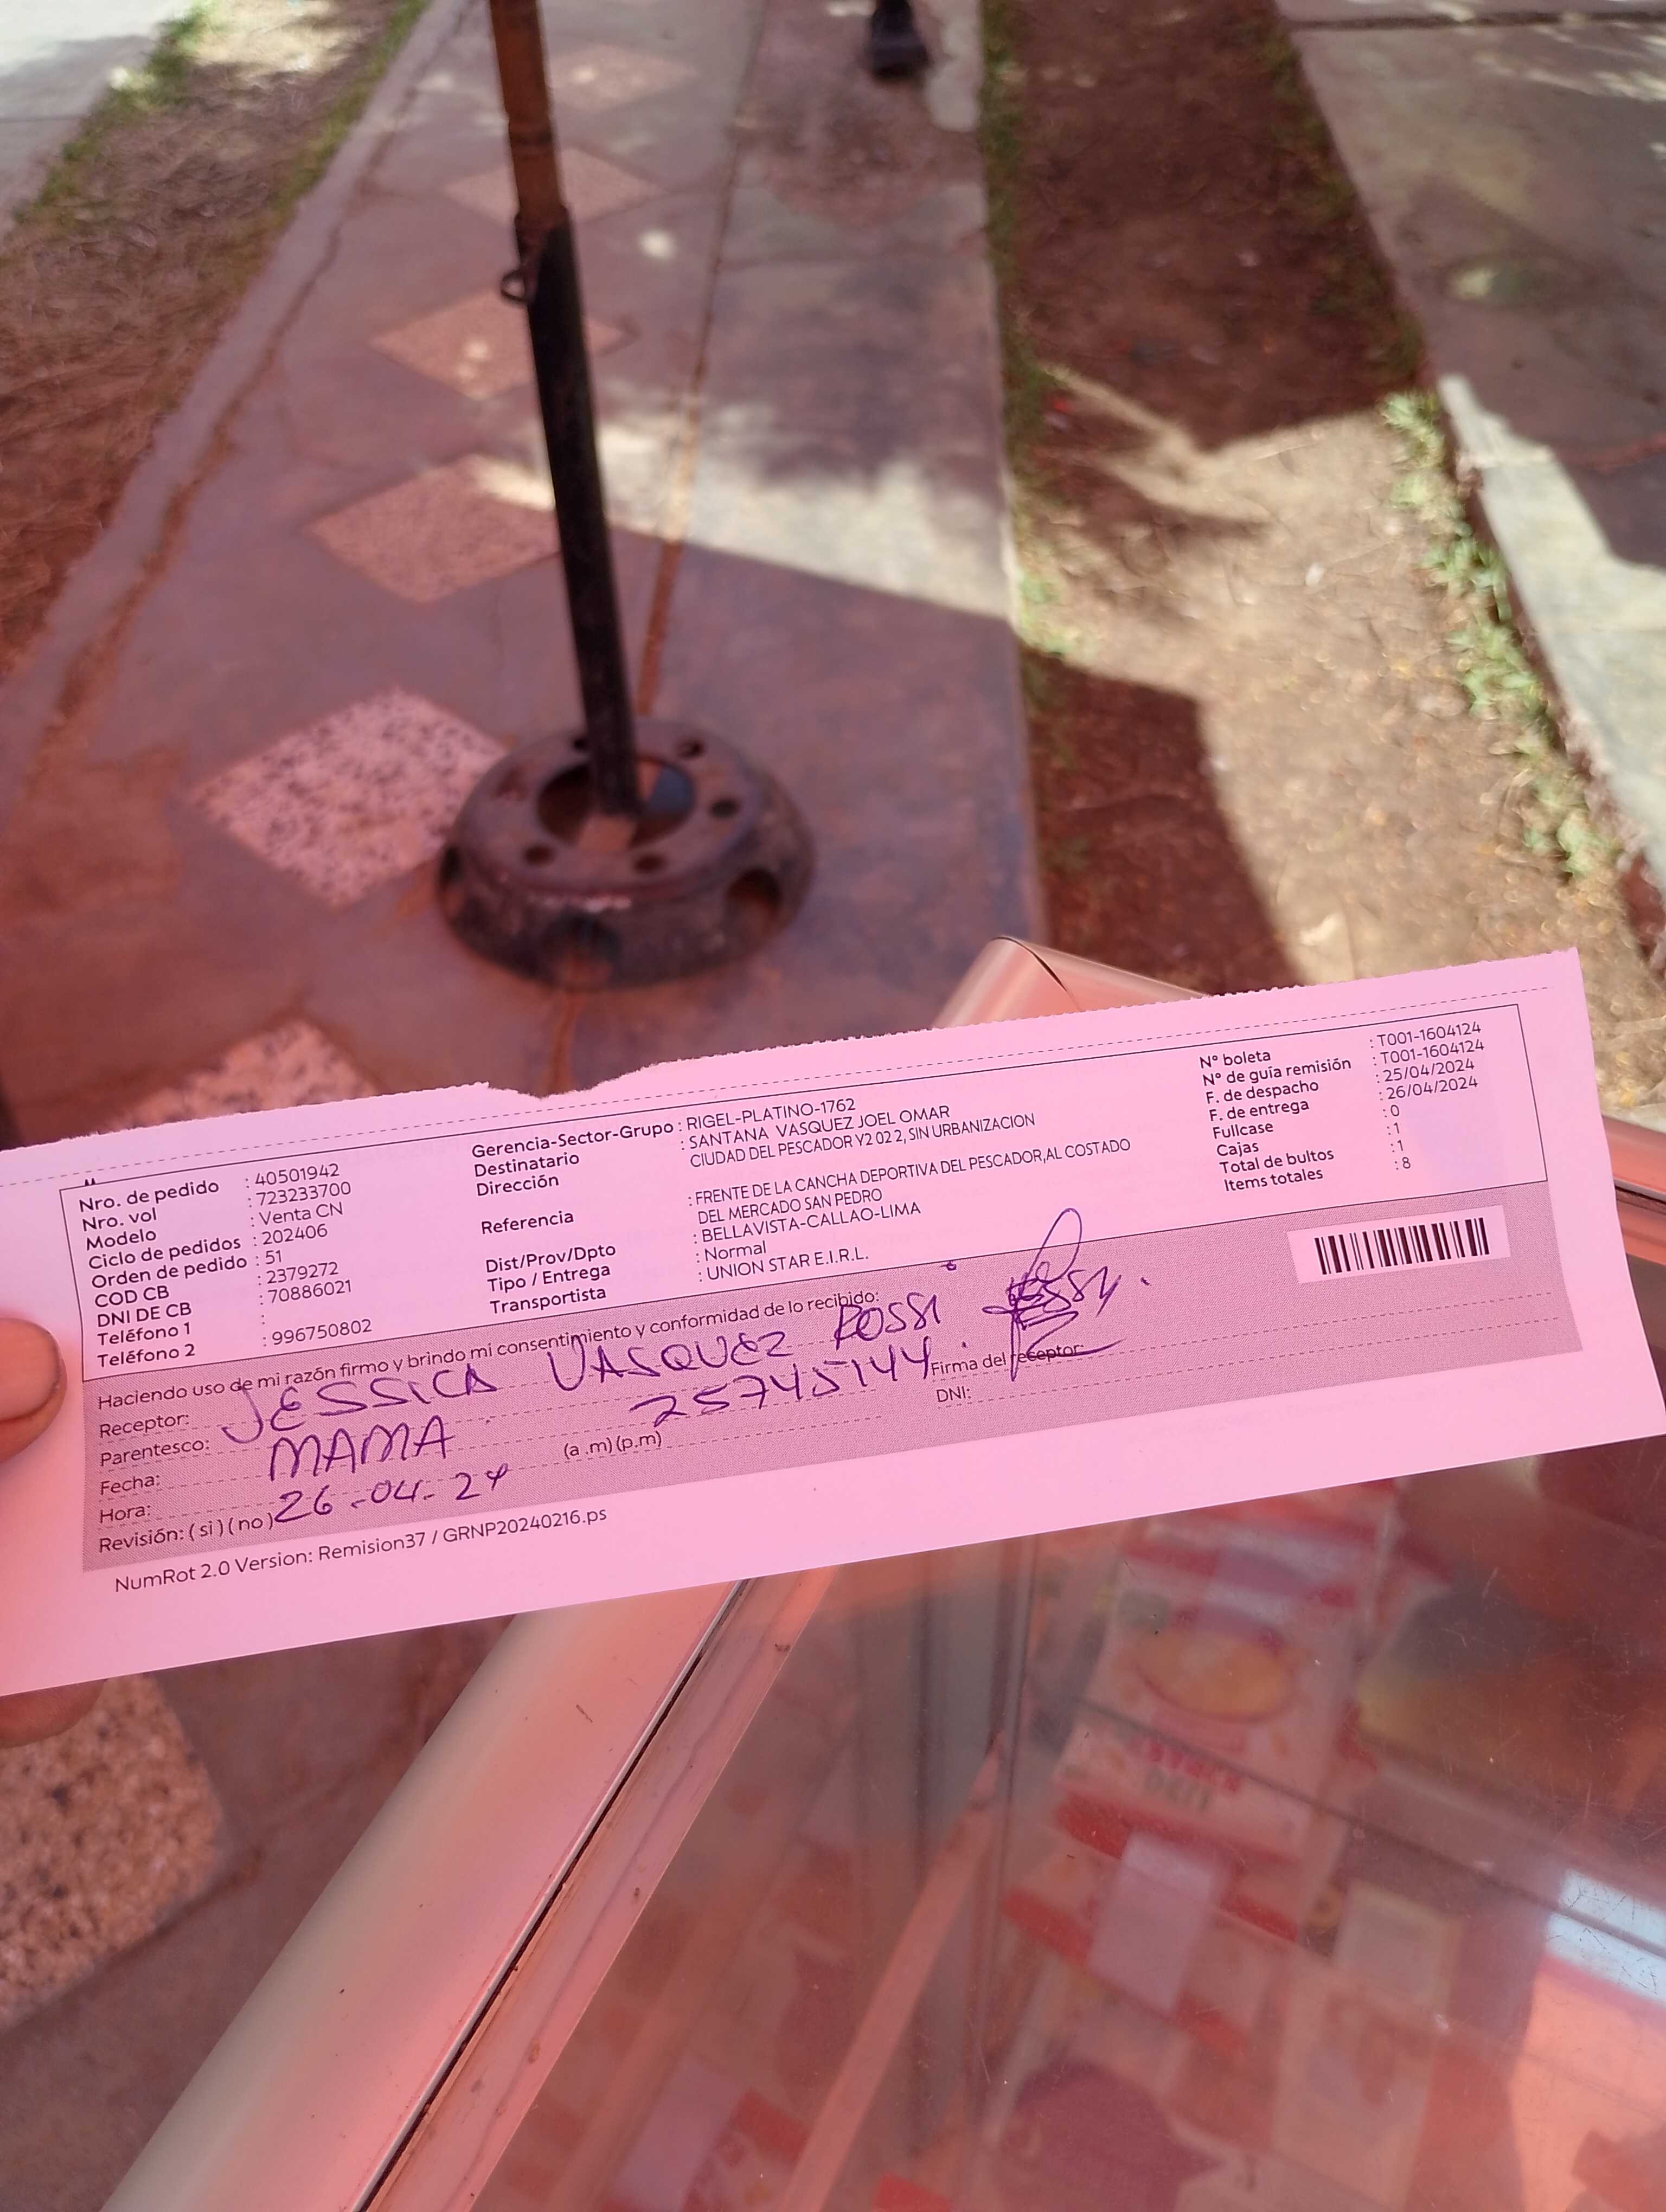 Nro. de pedido : 40501942
Nro. vol : 723233700
Modelo : Venta CN
Ciclo de pedidos : 202406
Orden de pedido : 51
COD CB : 2379272
DNI DE CB : 70886021
Teléfono 1 :
Teléfono 2 : 996750802
Gerencia-Sector-Grupo : RIGEL-PLATINO-1762
Destinatario : SANTANA VASQUEZ JOEL OMAR
Dirección CIUDAD DEL PESCADOR Y2 02 2, SIN URBANIZACION
Referencia : FRENTE DE LA CANCHA DEPORTIVA DEL PESCADOR,AL COSTADO
DEL MERCADO SAN PEDRO
Dist/Prov/Dpto : BELLAVISTA-CALLAO-LIMA
Tipo / Entrega : Normal
Transportista : UNION STAR E.I.R.L.
N° boleta : T001-1604124
N° de guía remisión : T001-1604124
F. de despacho : 25/04/2024
F. de entrega : 26/04/2024
Fullcase : 0
Cajas : 1
Total de bultos : 1
Items totales : 8
Haciendo uso de mi razón firmo y brindo mi consentimiento y conformidad de lo recibido:
Receptor: JESSICA VASQUEZ ROSSI
Parentesco: MAMA 25745144.
Firma del receptor:
Fecha: 26-04-24
DNI:
Hora: (a .m) (p.m)
Revisión: ( si ) ( no )
NumRot 2.0 Version: Remision37 / GRNP20240216.ps